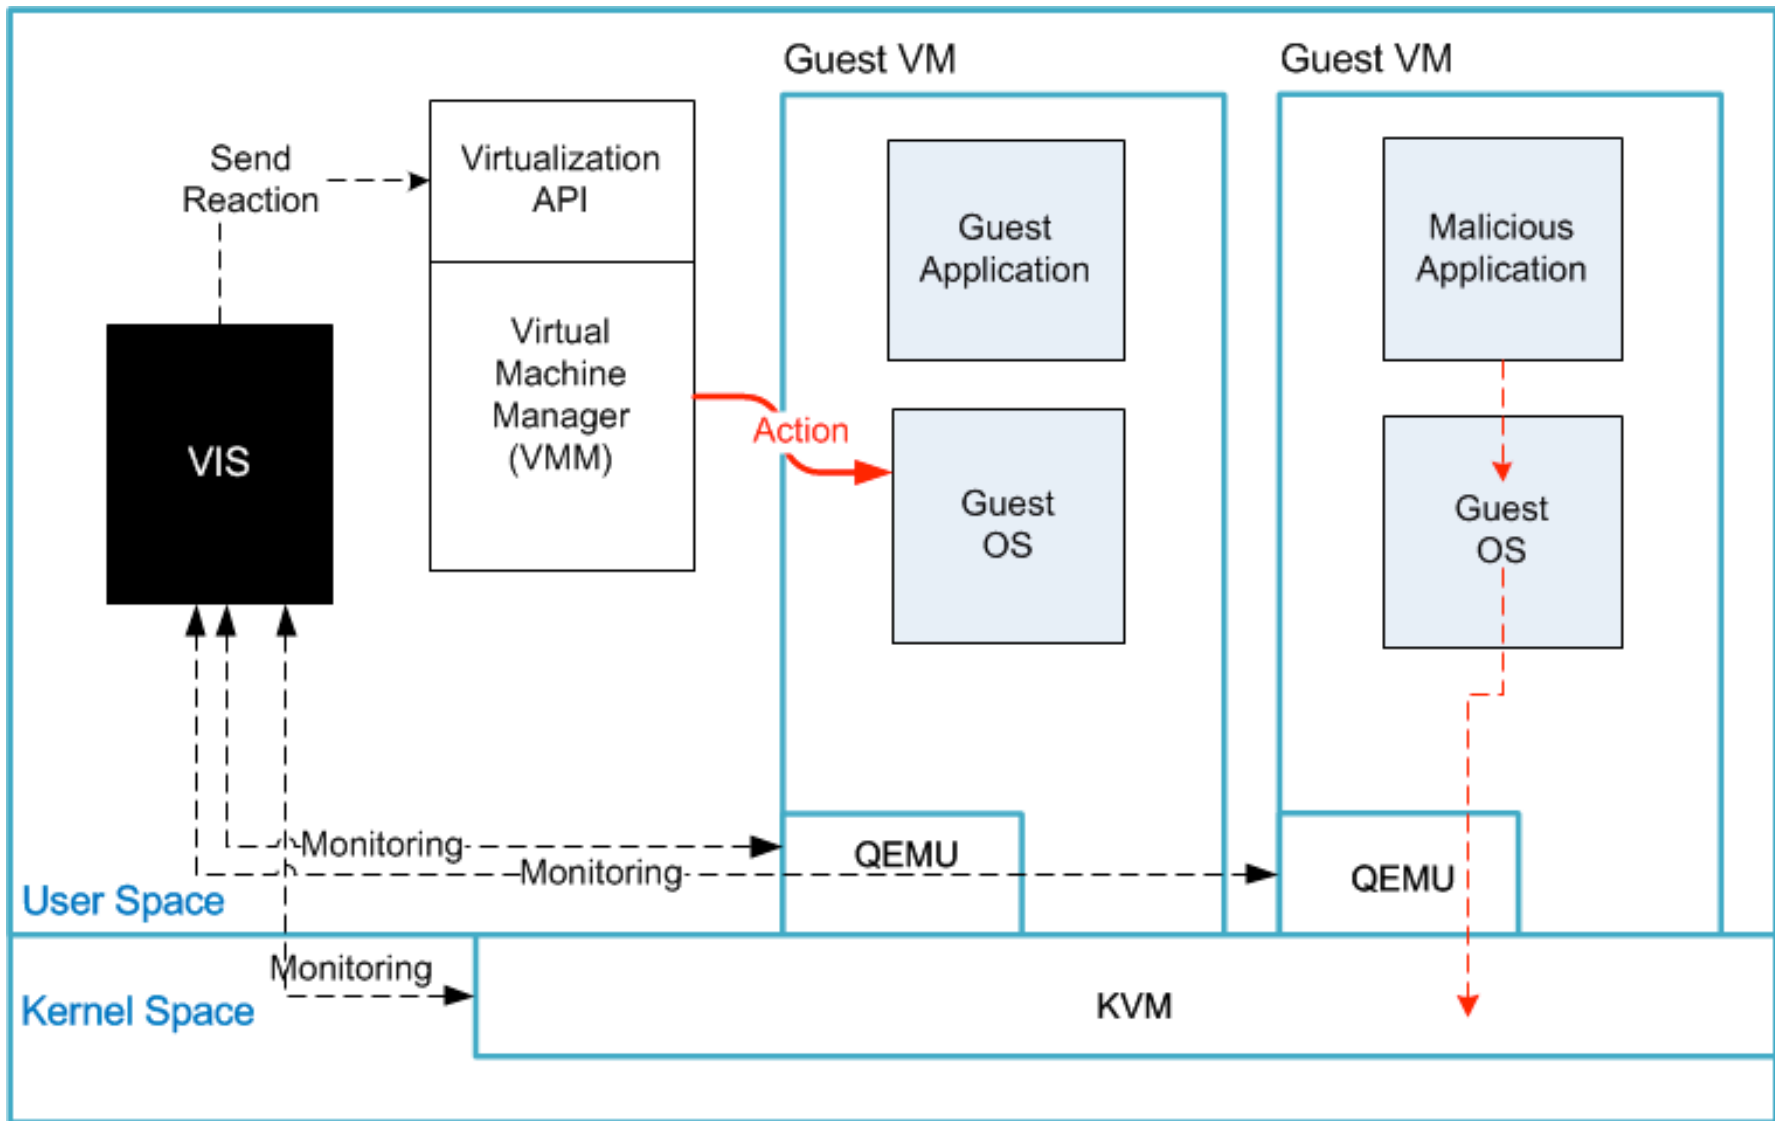 Guest VM
Guest VM
Send
Reaction
Virtualization
API
Virtual
Machine
Manager
(VMM)
VIS
Action
Guest
Application
Guest
OS
Malicious
Application
Guest
OS
Monitoring
Monitoring
QEMU
QEMU
User Space
Monitoring
Kernel Space
KVM